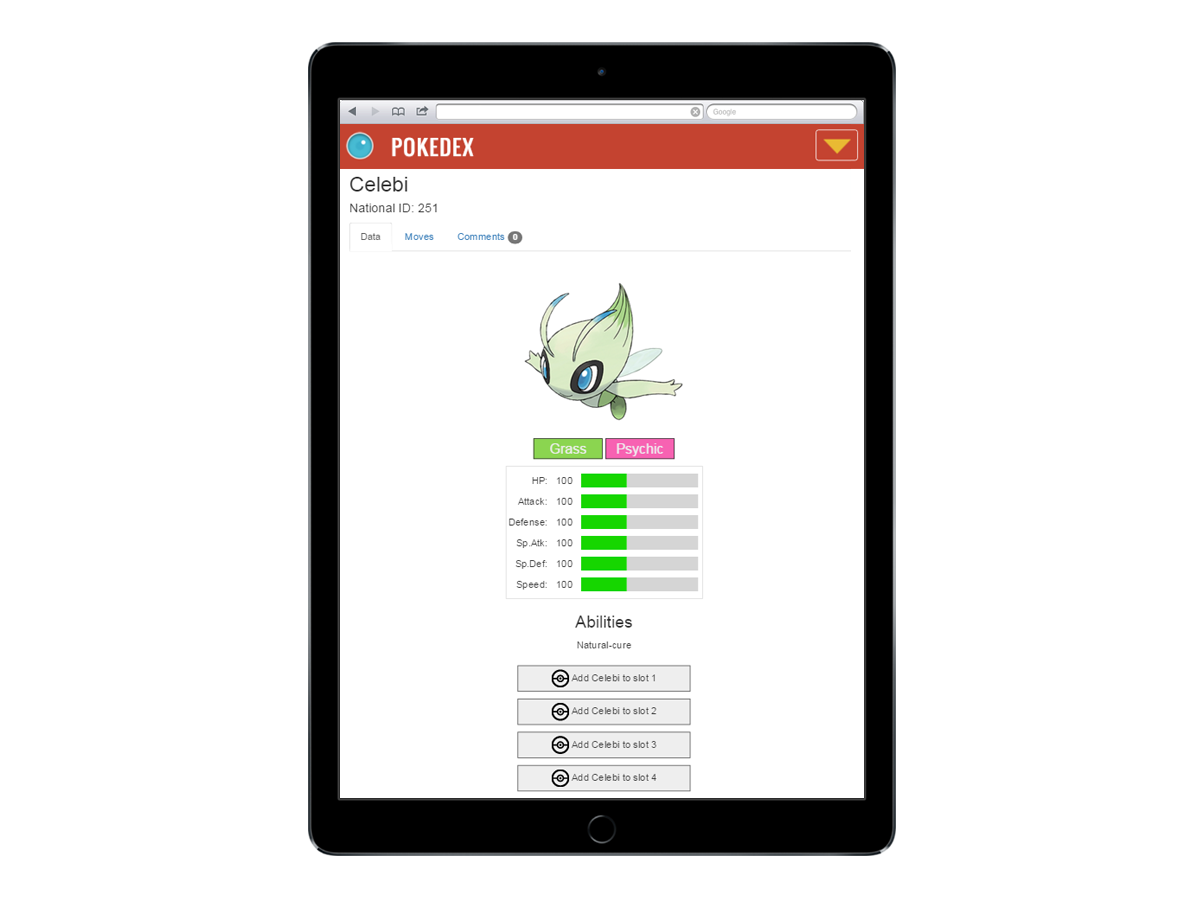 Google
POKEDEX
Celebi
National ID: 251
Data Moves Comments 0
Grass Psychic
HP: 100
Attack: 100
Defense: 100
Sp.Atk: 100
Sp.Def: 100
Speed: 100
Abilities
Natural-cure
Add Celebi to slot 1
Add Celebi to slot 2
Add Celebi to slot 3
Add Celebi to slot 4